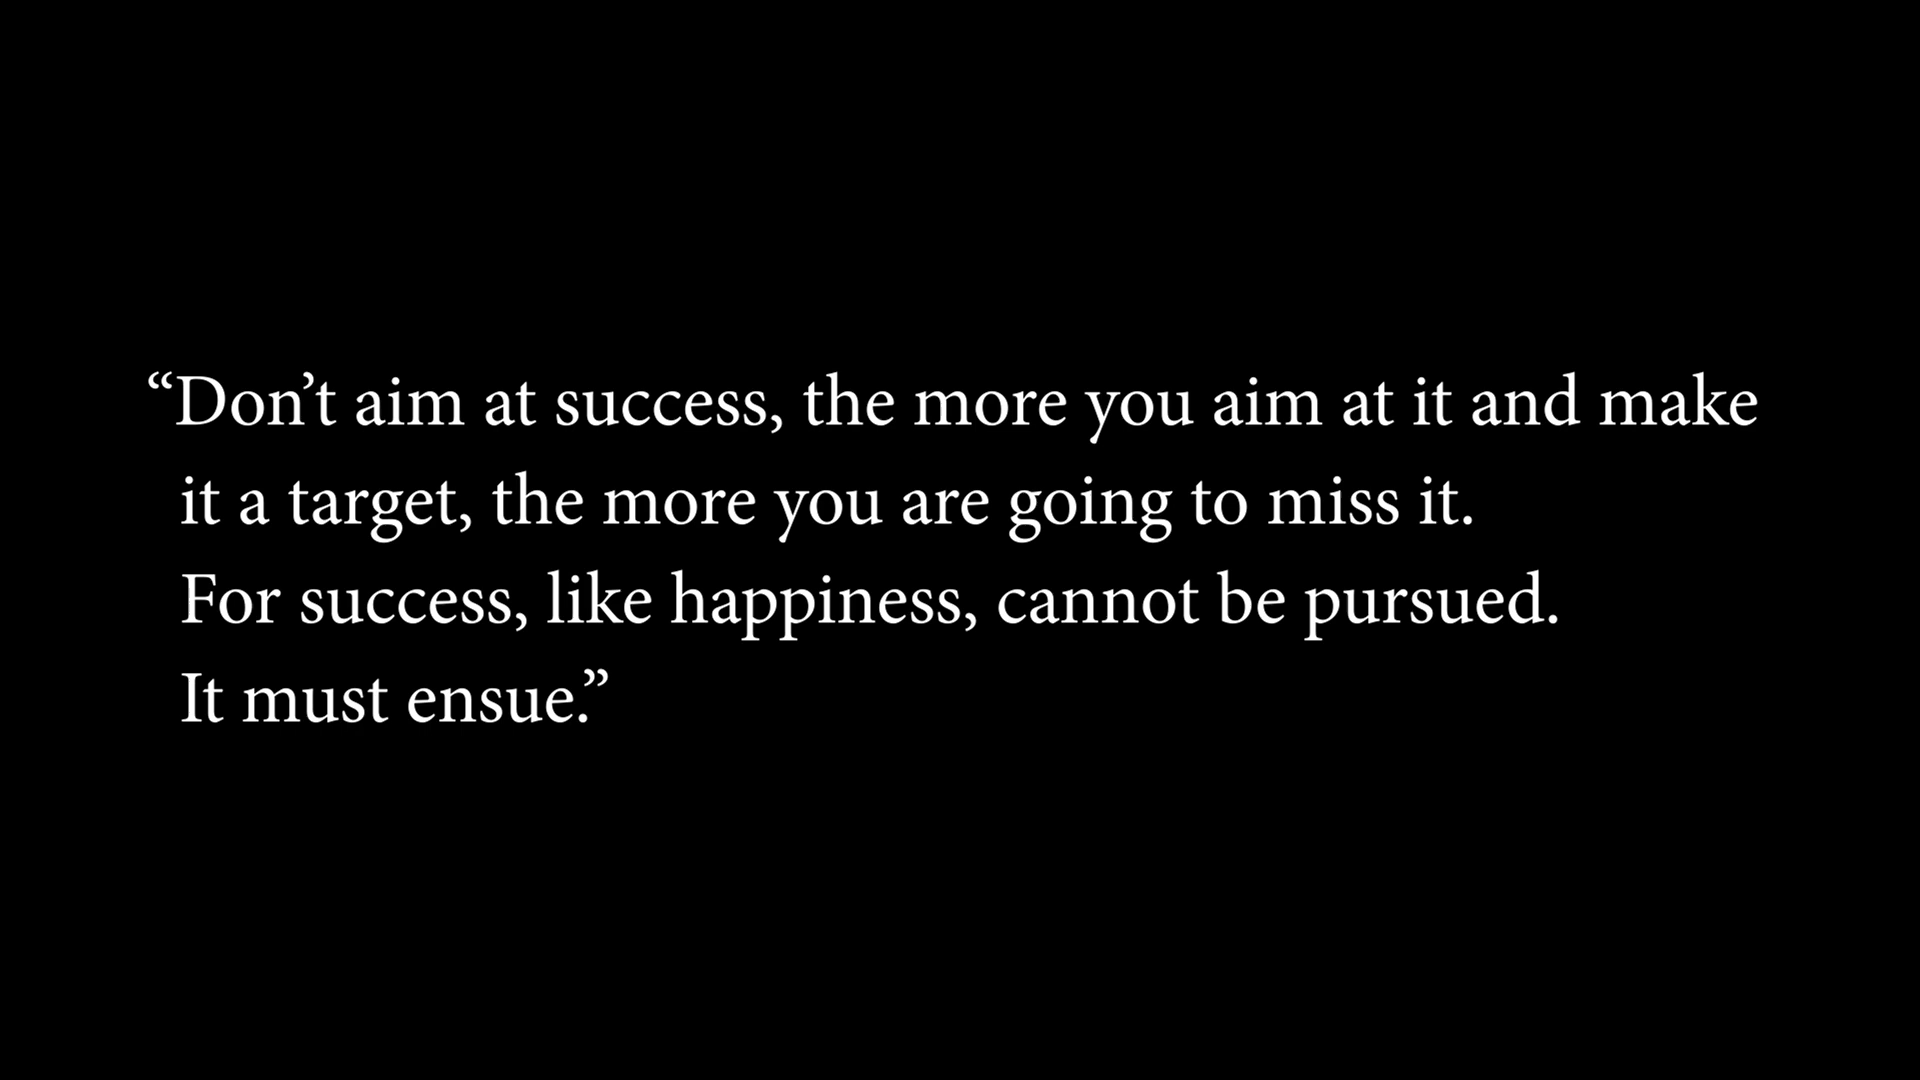 “Don’t aim at success, the more you aim at it and make
it a target, the more you are going to miss it.
For success, like happiness, cannot be pursued.
It must ensue.”